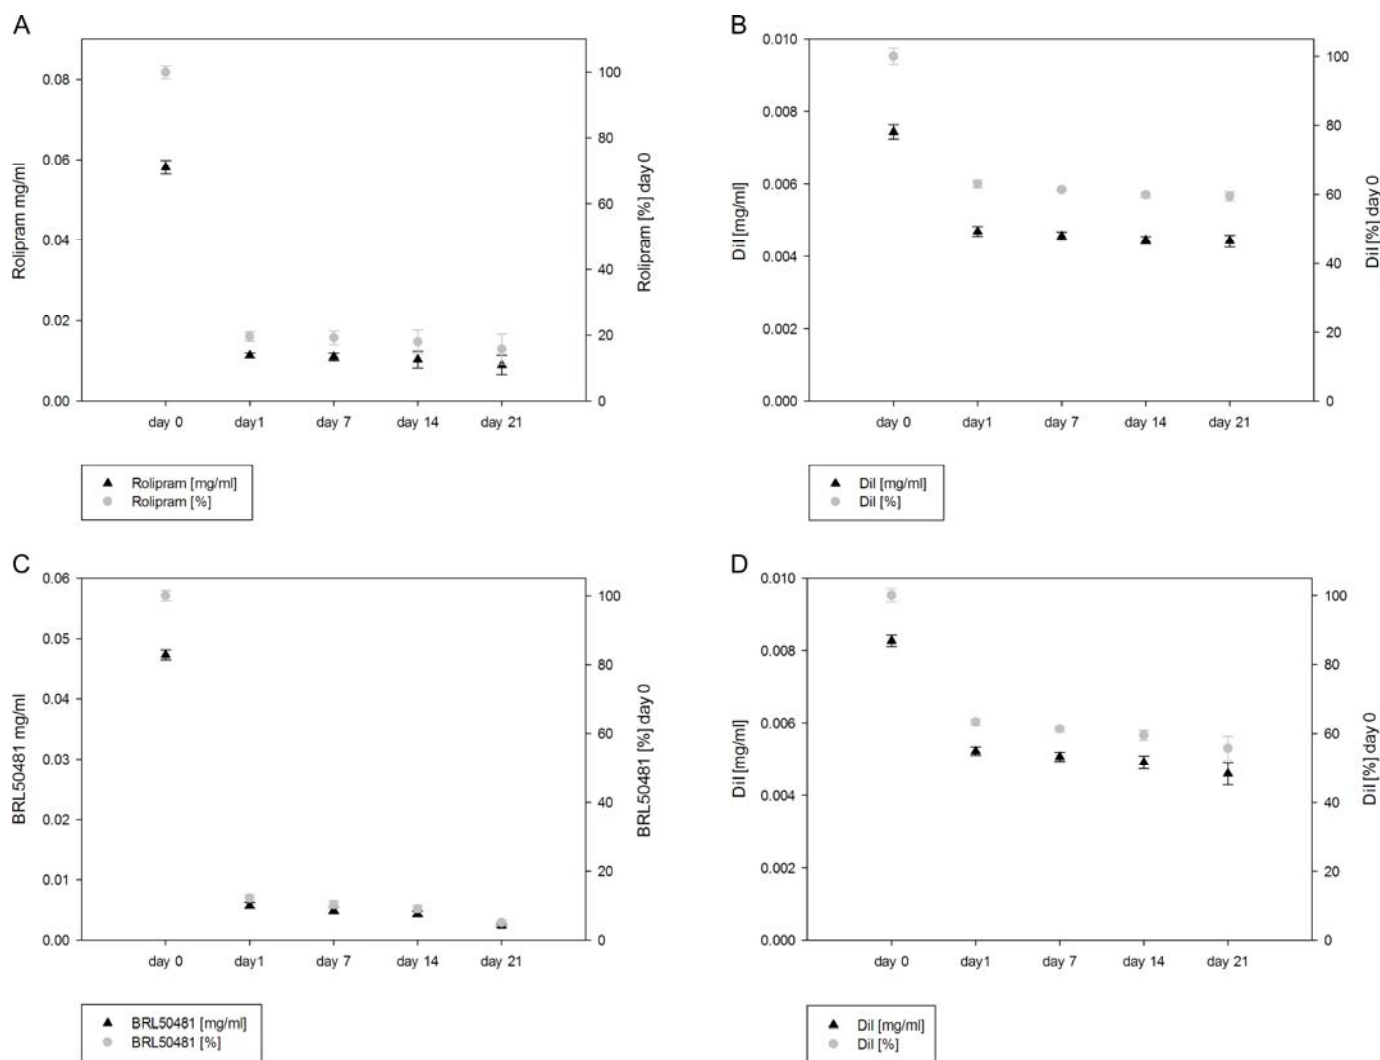 A
Rolipram mg/ml
0.08
0.06
0.04
0.02
0.00
100
80
60
40
20
0
Rolipram [%] day 0
day 0 day1 day 7 day 14 day 21
Rolipram [mg/ml]
Rolipram [%]
B
DiI [mg/ml]
0.010
0.008
0.006
0.004
0.002
0.000
100
80
60
40
20
0
DiI [%] day 0
day 0 day1 day 7 day 14 day 21
DiI [mg/ml]
DiI [%]
C
BRL50481 mg/ml
0.06
0.05
0.04
0.03
0.02
0.01
0.00
100
80
60
40
20
0
BRL50481 [%] day 0
day 0 day1 day 7 day 14 day 21
BRL50481 [mg/ml]
BRL50481 [%]
D
DiI [mg/ml]
0.010
0.008
0.006
0.004
0.002
0.000
100
80
60
40
20
0
DiI [%] day 0
day 0 day1 day 7 day 14 day 21
DiI [mg/ml]
DiI [%]